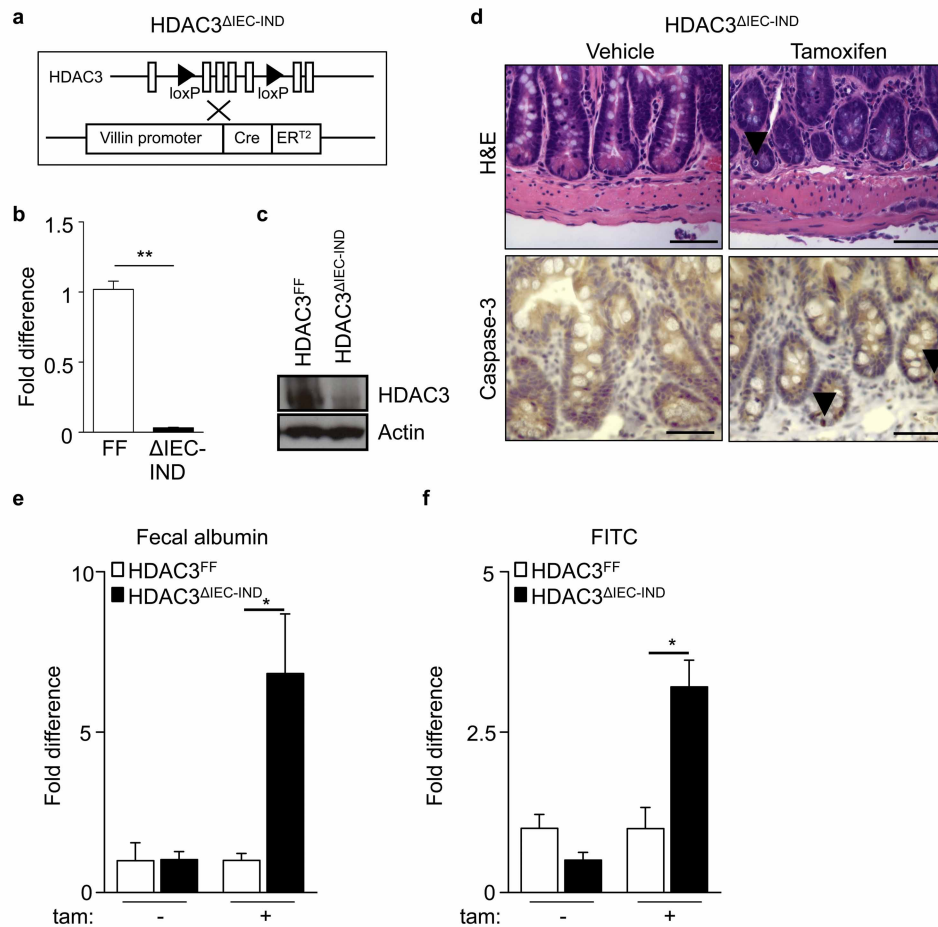 a
HDAC3ΔIEC-IND
HDAC3
loxP loxP
Villin promoter Cre ERT2
b
1.5
1
0.5
0
Fold difference
**
FF ΔIEC-
IND
c
HDAC3FF
HDAC3ΔIEC-IND
HDAC3
Actin
d
HDAC3ΔIEC-IND
Vehicle Tamoxifen
H&E
Caspase-3
e
Fecal albumin
HDAC3FF
HDAC3ΔIEC-IND
*
10
5
0
Fold difference
tam: - +
f
FITC
HDAC3FF
HDAC3ΔIEC-IND
*
5
2.5
0
Fold difference
tam: - +